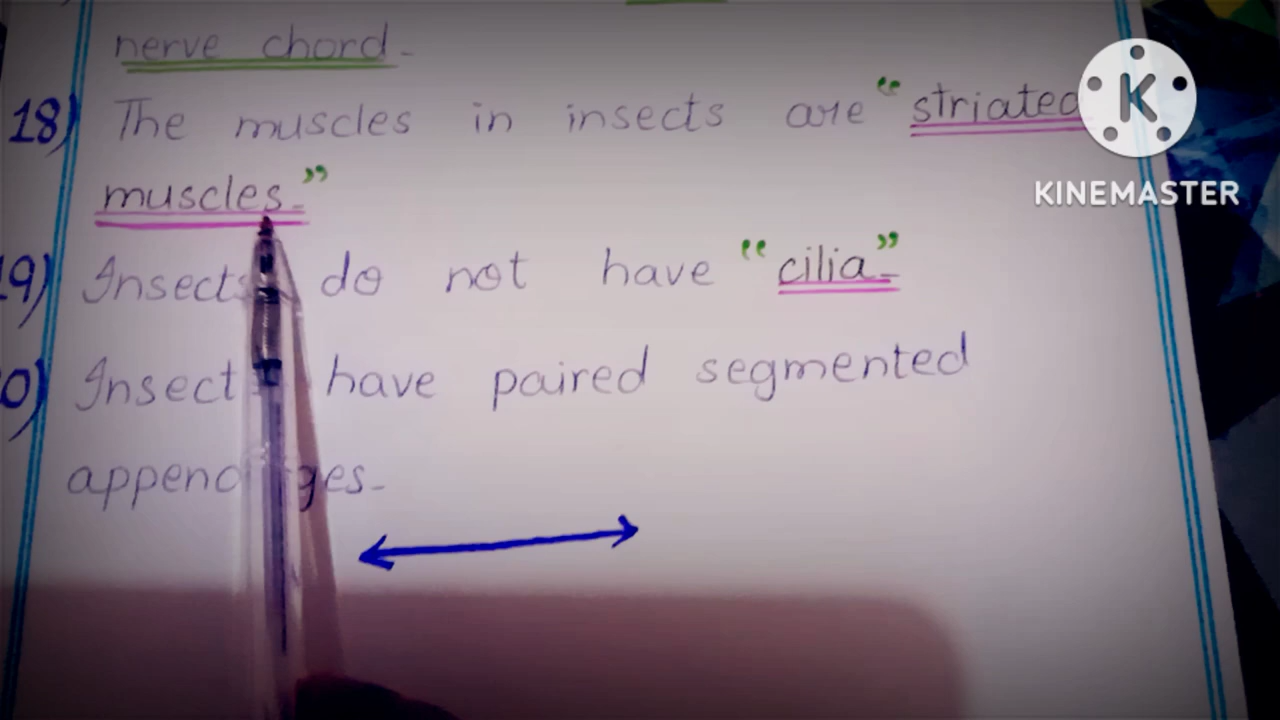 nerve chord-
18) The muscles in insects are "striated
muscles-"
19) Insects do not have "cilia-"
0) Insects have paired segmented
appendages-
K
KINEMASTER